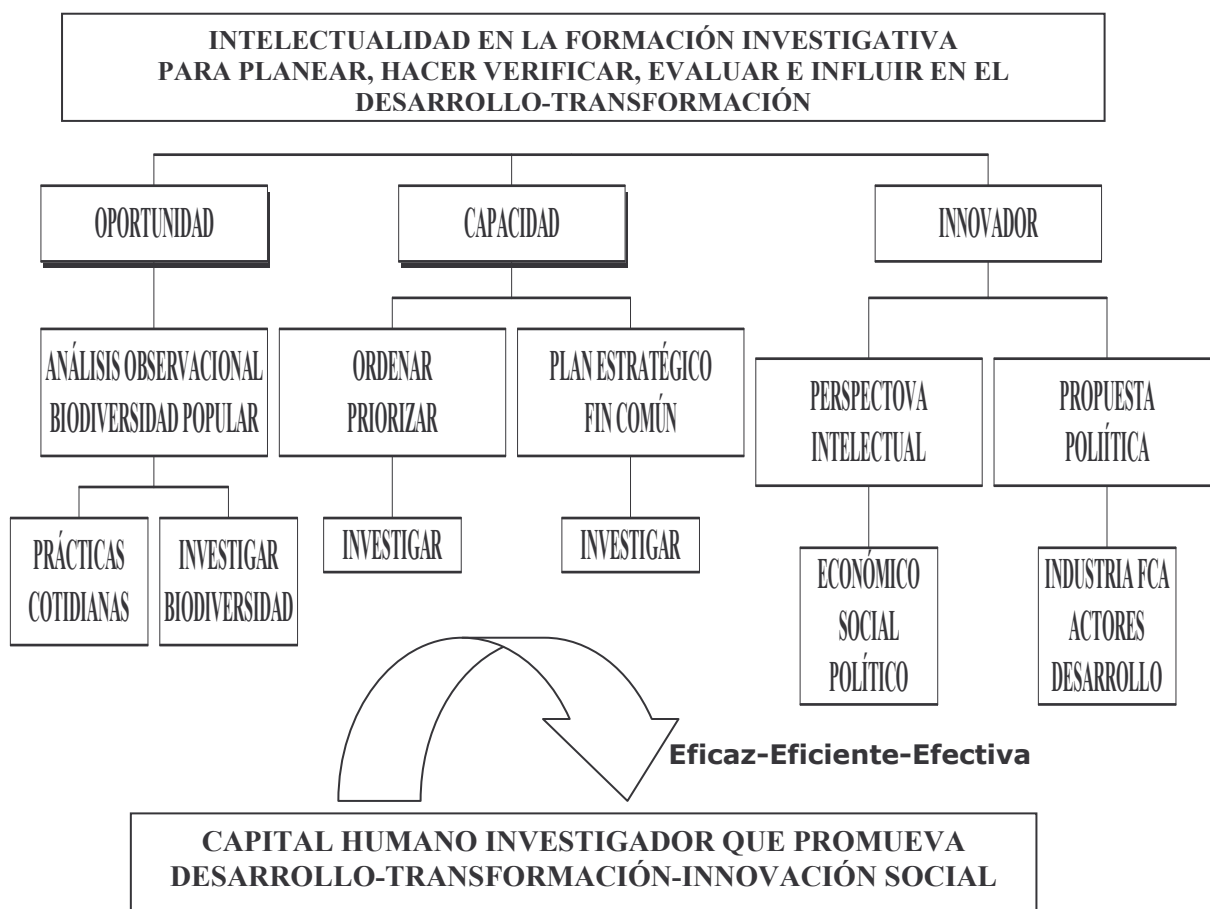 INTELECTUALIDAD EN LA FORMACIÓN INVESTIGATIVA
PARA PLANEAR, HACER VERIFICAR, EVALUAR E INFLUIR EN EL
DESARROLLO-TRANSFORMACIÓN
OPORTUNIDAD
CAPACIDAD
INNOVADOR
ANÁLISIS OBSERVACIONAL
BIODIVERSIDAD POPULAR
ORDENAR
PRIORIZAR
PLAN ESTRATÉGICO
FIN COMÚN
PERSPECTOVA
INTELECTUAL
PROPUESTA
POLIÍTICA
PRÁCTICAS
COTIDIANAS
INVESTIGAR
BIODIVERSIDAD
INVESTIGAR
INVESTIGAR
ECONÓMICO
SOCIAL
POLÍTICO
INDUSTRIA FCA
ACTORES
DESARROLLO
Eficaz-Eficiente-Efectiva
CAPITAL HUMANO INVESTIGADOR QUE PROMUEVA
DESARROLLO-TRANSFORMACIÓN-INNOVACIÓN SOCIAL